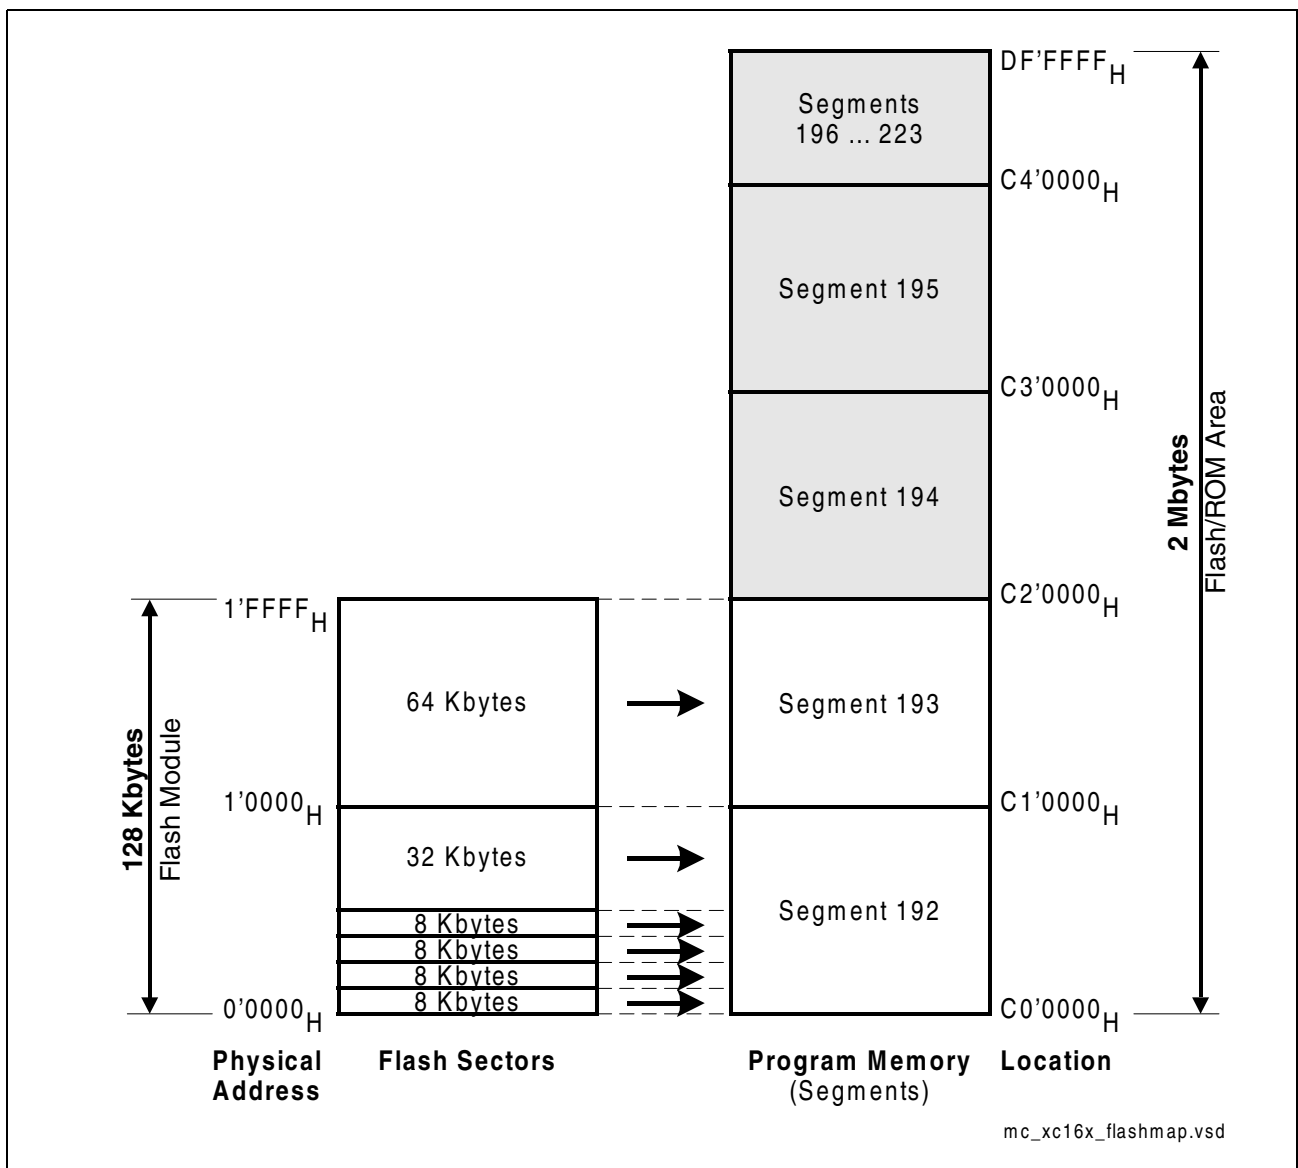 DF'FFFFH
Segments
196 ... 223
C4'0000H
Segment 195
C3'0000H
Segment 194
2 Mbytes
Flash/ROM Area
C2'0000H
1'FFFFH
64 Kbytes
Segment 193
128 Kbytes
Flash Module
1'0000H
C1'0000H
32 Kbytes
Segment 192
8 Kbytes
8 Kbytes
8 Kbytes
8 Kbytes
0'0000H
C0'0000H
Physical
Address
Flash Sectors
Program Memory
(Segments)
Location
mc_xc16x_flashmap.vsd